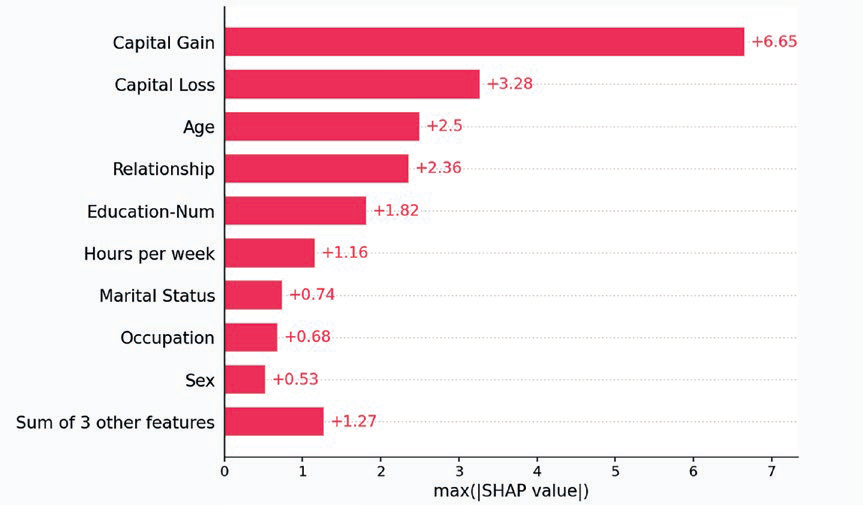 Capital Gain +6.65
Capital Loss +3.28
Age +2.5
Relationship +2.36
Education-Num +1.82
Hours per week +1.16
Marital Status +0.74
Occupation +0.68
Sex +0.53
Sum of 3 other features +1.27
0 1 2 3 4 5 6 7
max(|SHAP value|)